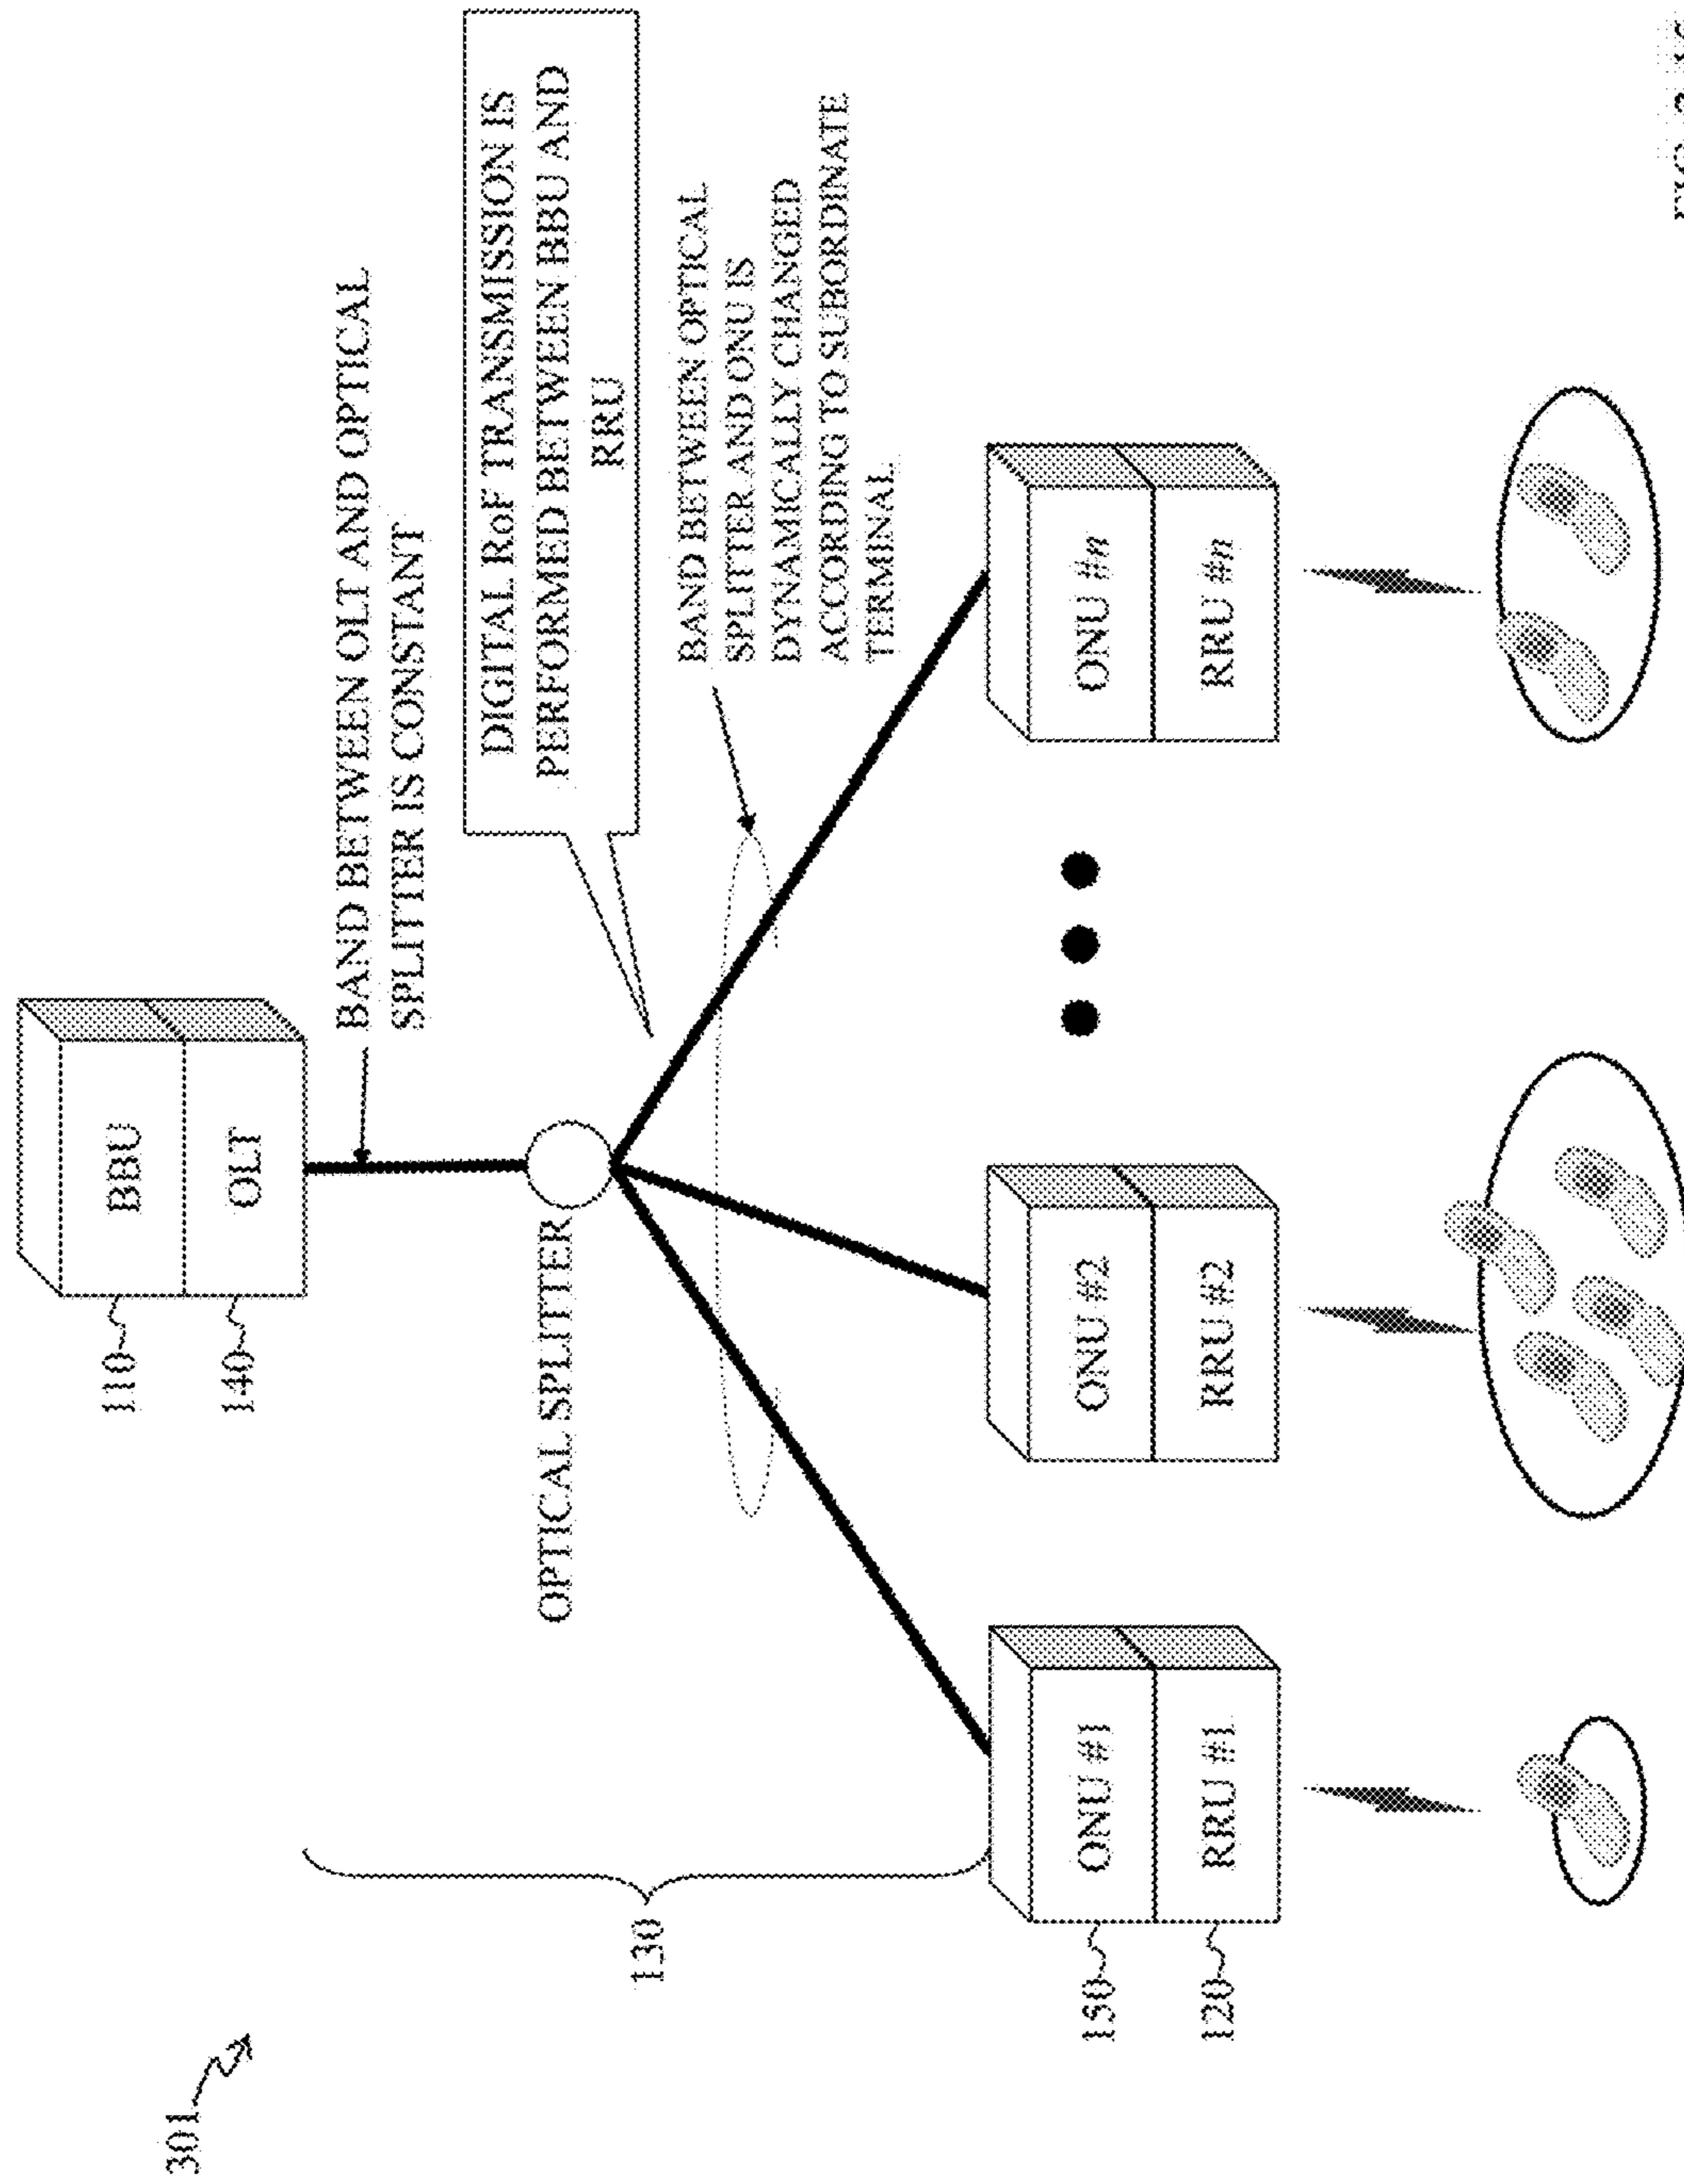 301
110
BBU
140
OLT
BAND BETWEEN OLT AND OPTICAL
SPLITTER IS CONSTANT
OPTICAL SPLITTER
DIGITAL RoF TRANSMISSION IS
PERFORMED BETWEEN BBU AND
RRU
130
BAND BETWEEN OPTICAL
SPLITTER AND ONU IS
DYNAMICALLY CHANGED
ACCORDING TO SUBORDINATE
TERMINAL
150
ONU #1
ONU #2
ONU #n
120
RRU #1
RRU #2
RRU #n